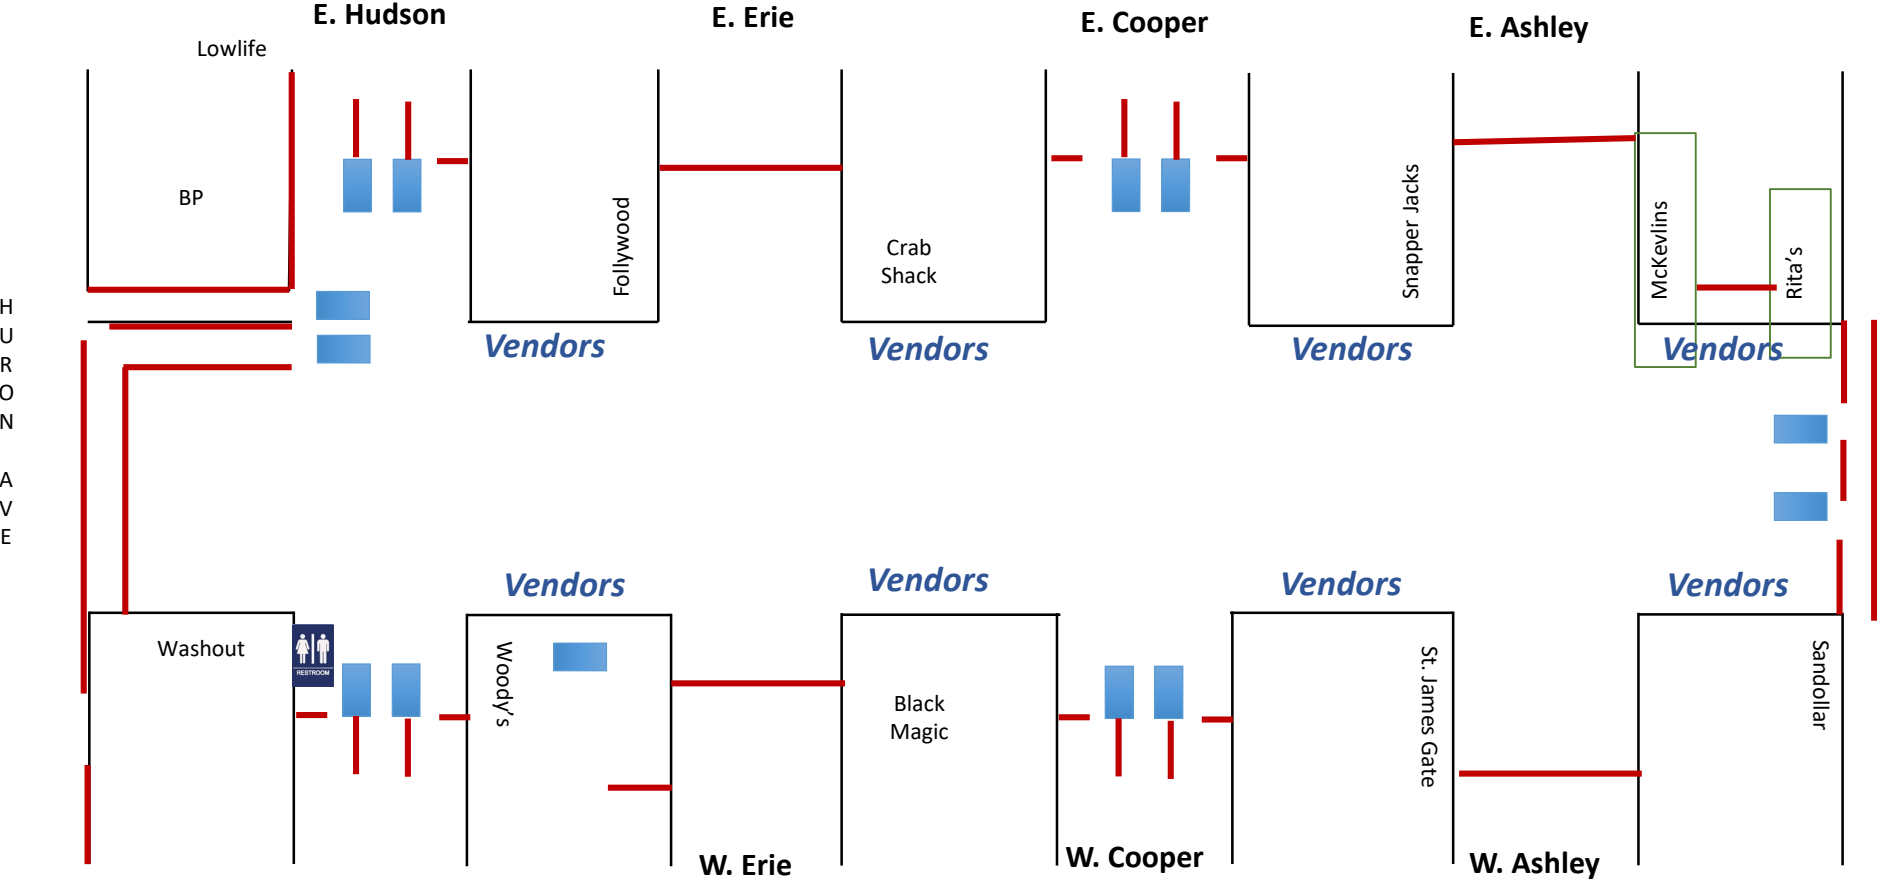 E. Hudson
E. Erie
E. Cooper
E. Ashley
Lowlife
BP
Follywood
Crab
Shack
Snapper Jacks
McKevlins
Rita's
H
U
R
O
N
A
V
E
Vendors
Vendors
Vendors
Vendors
Vendors
Vendors
Vendors
Vendors
Washout
RESTROOM
Woody's
Black
Magic
St. James Gate
Sandollar
W. Erie
W. Cooper
W. Ashley